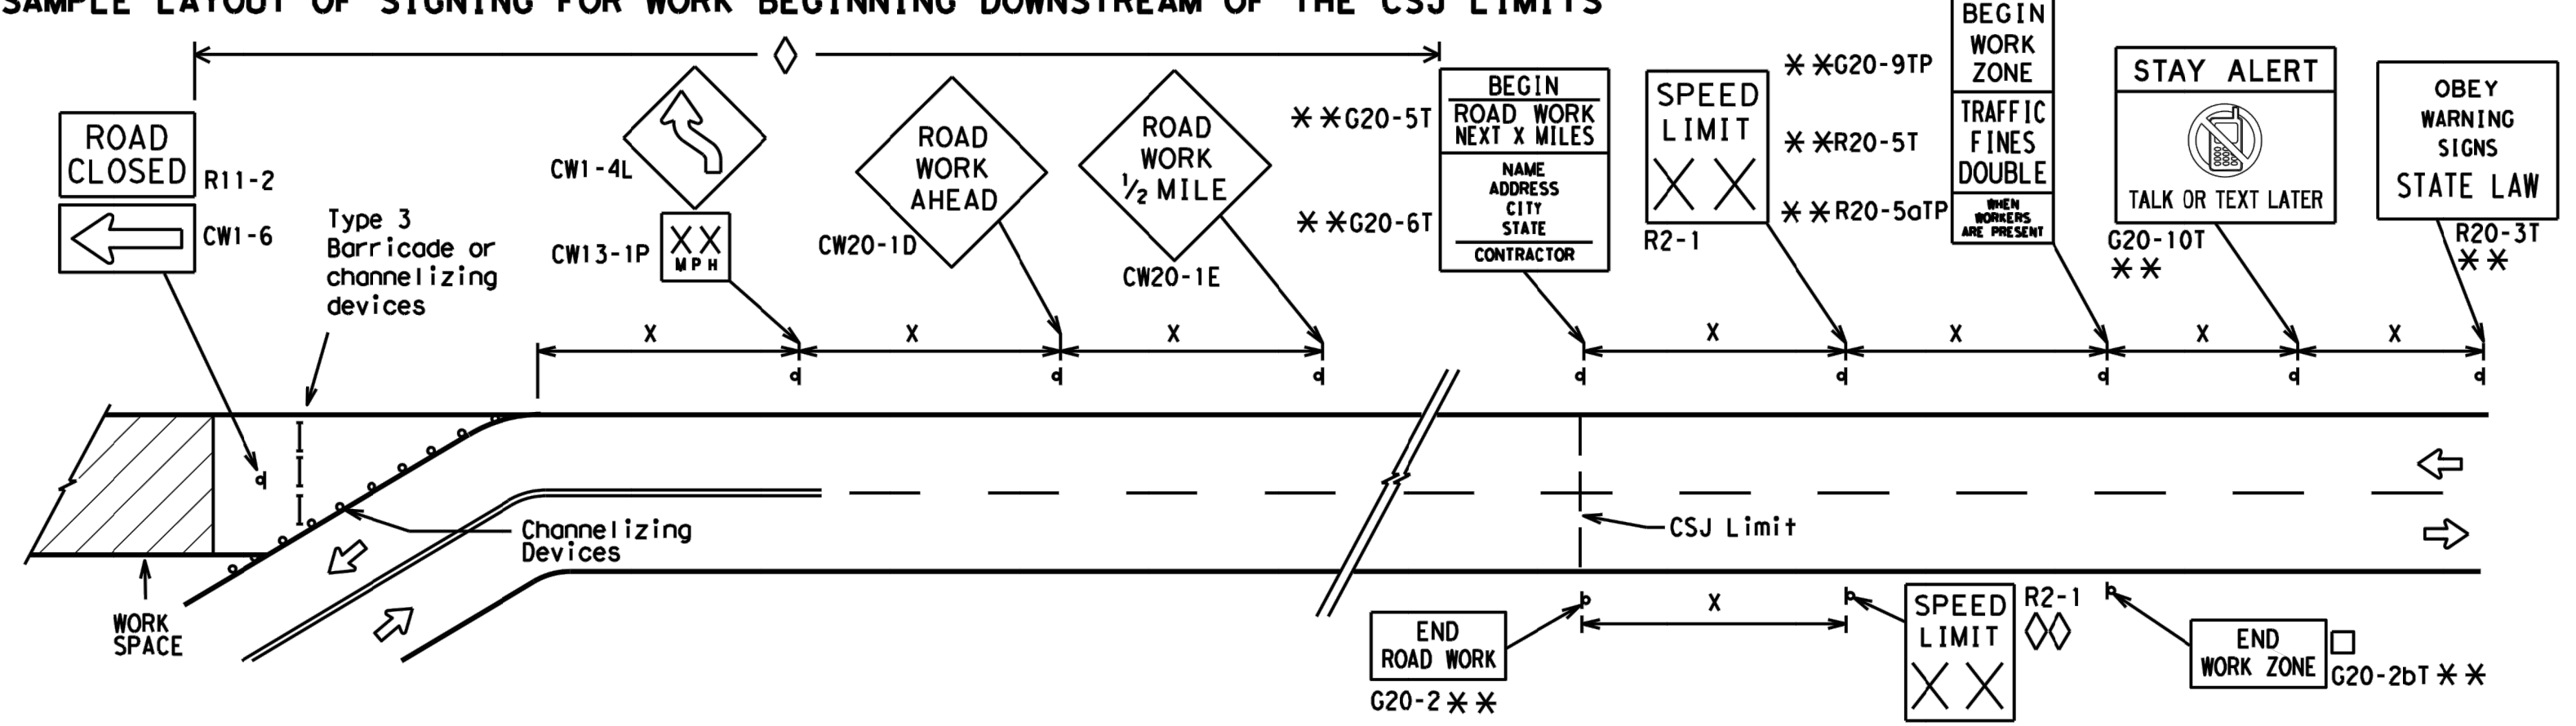 SAMPLE LAYOUT OF SIGNING FOR WORK BEGINNING DOWNSTREAM OF THE CSJ LIMITS
ROAD
CLOSED
R11-2
CW1-6
Type 3
Barricade or
channelizing
devices
CW1-4L
XX
MPH
CW13-1P
ROAD
WORK
AHEAD
CW20-1D
ROAD
WORK
1/2 MILE
CW20-1E
**G20-5T
**G20-6T
BEGIN
ROAD WORK
NEXT X MILES
NAME
ADDRESS
CITY
STATE
CONTRACTOR
SPEED
LIMIT
XX
R2-1
**G20-9TP
**R20-5T
**R20-5aTP
BEGIN
WORK
ZONE
TRAFFIC
FINES
DOUBLE
WHEN
WORKERS
ARE PRESENT
STAY ALERT
TALK OR TEXT LATER
G20-10T
**
OBEY
WARNING
SIGNS
STATE LAW
R20-3T
**
X
X
X
X
X
X
X
Channelizing
Devices
CSJ Limit
WORK
SPACE
END
ROAD WORK
G20-2**
X
SPEED
LIMIT
XX
R2-1
END
WORK ZONE
G20-2bT**